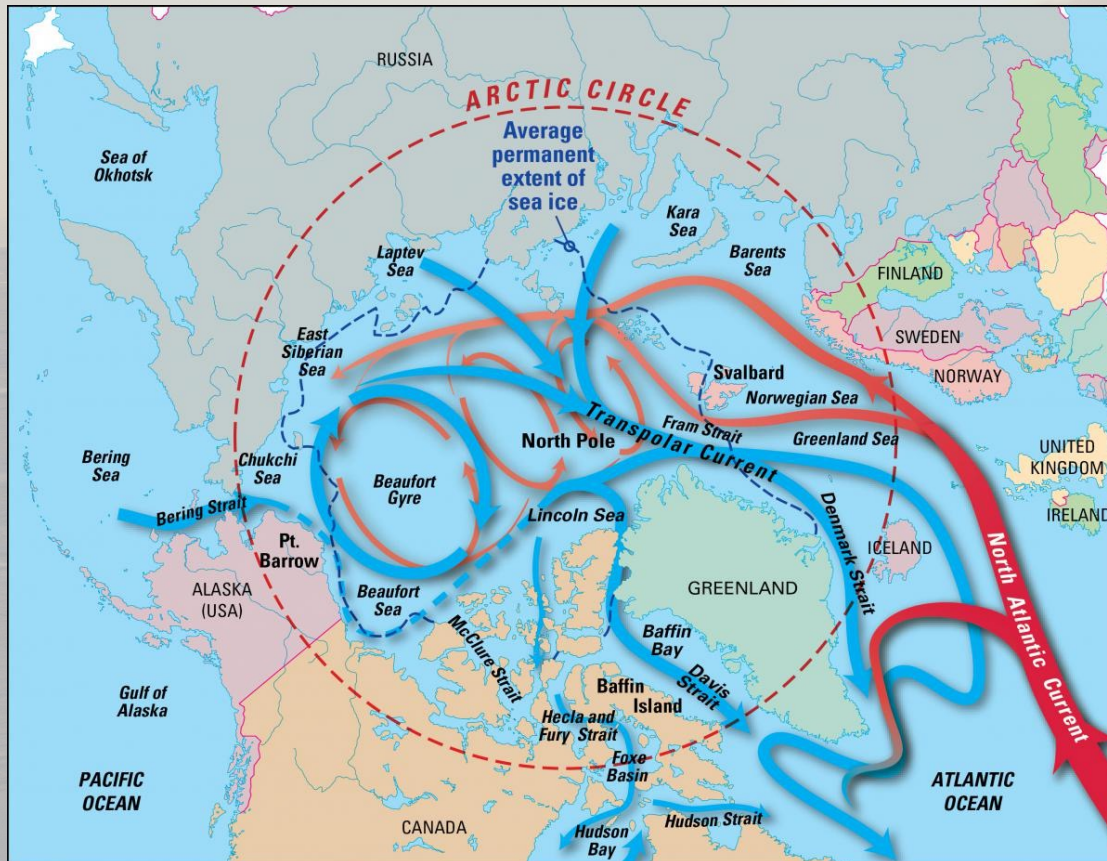 RUSSIA
ARCTIC CIRCLE
Average
permanent
extent of
sea ice
Sea of
Okhotsk
Kara
Sea
Laptev
Sea
Barents
Sea
FINLAND
SWEDEN
NORWAY
East
Siberian
Sea
Svalbard
Norwegian Sea
Fram Strait
Greenland Sea
Transpolar Current
North Pole
UNITED
KINGDOM
IRELAND
Bering
Sea
Chukchi
Sea
Beaufort
Gyre
Bering Strait
Lincoln Sea
Pt.
Barrow
Denmark Strait
ICELAND
North Atlantic Current
ALASKA
(USA)
Beaufort
Sea
GREENLAND
McClure Strait
Baffin
Bay
Davis
Strait
Baffin
Island
Gulf of
Alaska
Hecla and
Fury Strait
Foxe
Basin
PACIFIC
OCEAN
ATLANTIC
OCEAN
CANADA
Hudson
Bay
Hudson Strait